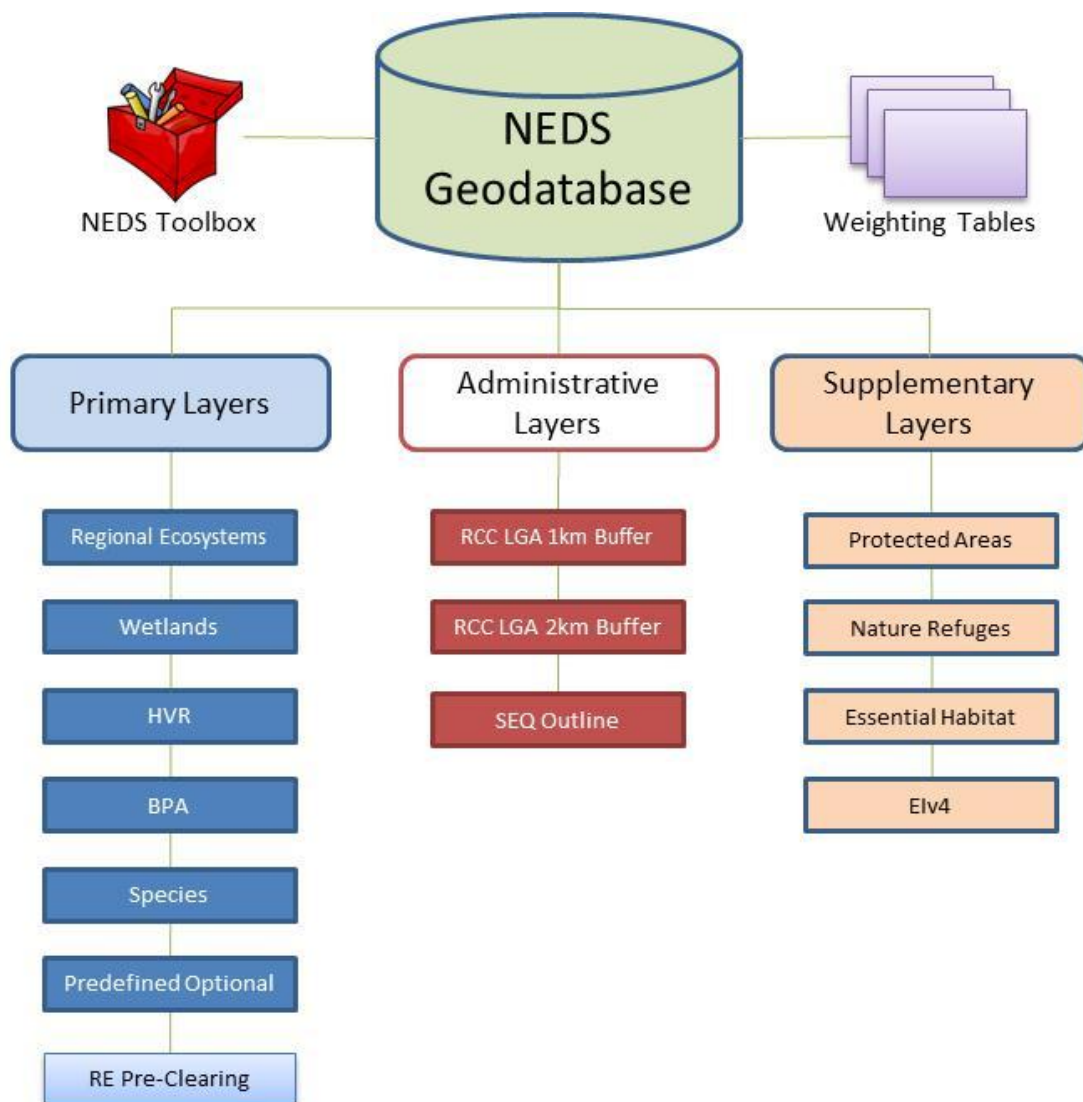 NEDS
Geodatabase
NEDS Toolbox
Weighting Tables
Primary Layers
Administrative
Layers
Supplementary
Layers
Regional Ecosystems
Wetlands
HVR
BPA
Species
Predefined Optional
RE Pre-Clearing
RCC LGA 1km Buffer
RCC LGA 2km Buffer
SEQ Outline
Protected Areas
Nature Refuges
Essential Habitat
EIv4